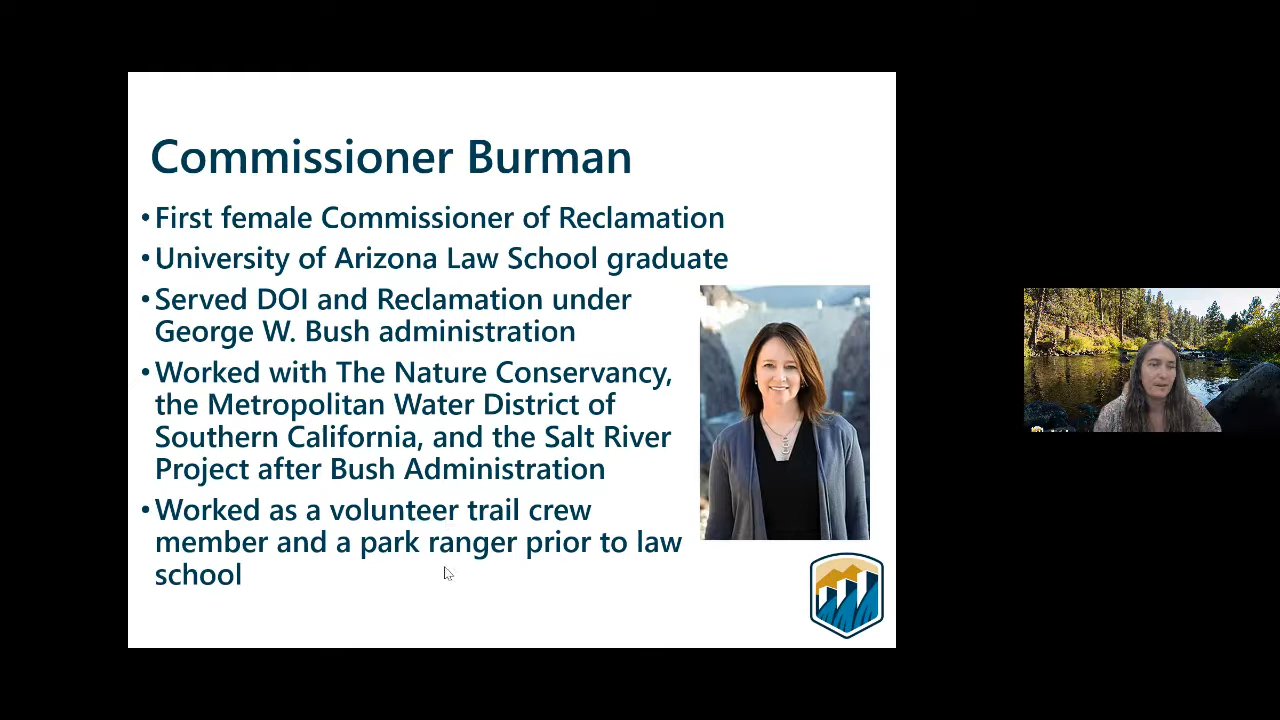 Commissioner Burman
•First female Commissioner of Reclamation
•University of Arizona Law School graduate
•Served DOI and Reclamation under
George W. Bush administration
•Worked with The Nature Conservancy,
the Metropolitan Water District of
Southern California, and the Salt River
Project after Bush Administration
•Worked as a volunteer trail crew
member and a park ranger prior to law
school